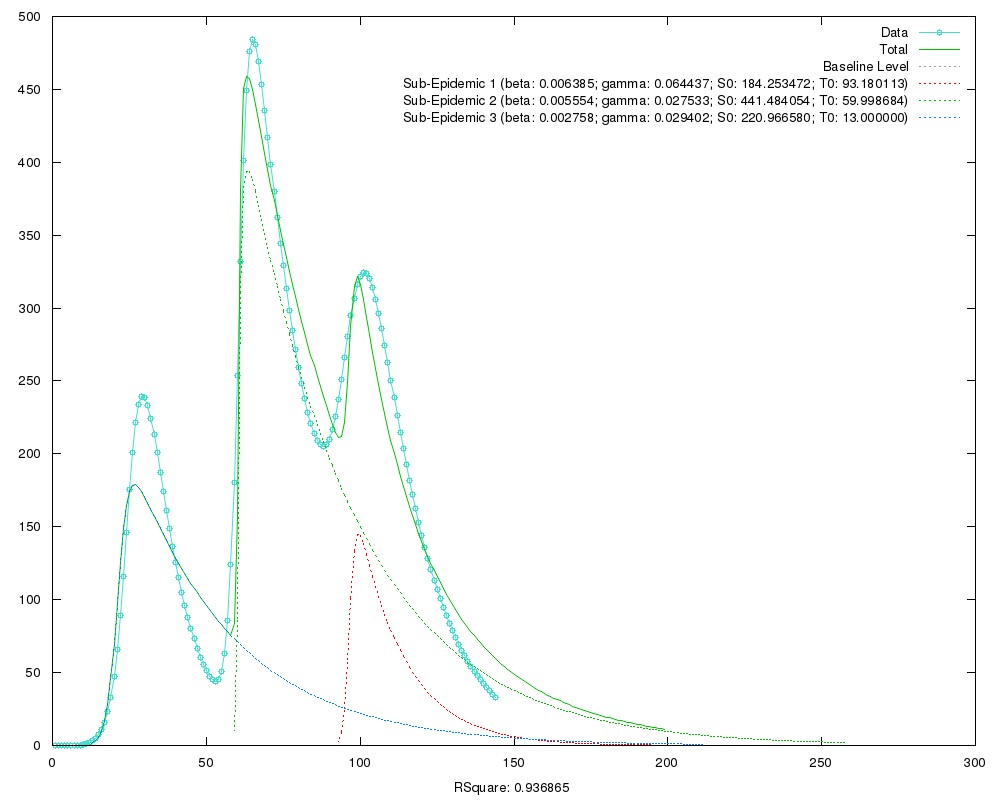 500
450
400
350
300
250
200
150
100
50
0
Data
Total
Baseline Level
Sub-Epidemic 1 (beta: 0.006385; gamma: 0.064437; S0: 184.253472; T0: 93.180113)
Sub-Epidemic 2 (beta: 0.005554; gamma: 0.027533; S0: 441.484054; T0: 59.998684)
Sub-Epidemic 3 (beta: 0.002758; gamma: 0.029402; S0: 220.966580; T0: 13.000000)
0 50 100 150 200 250 300
RSquare: 0.936865